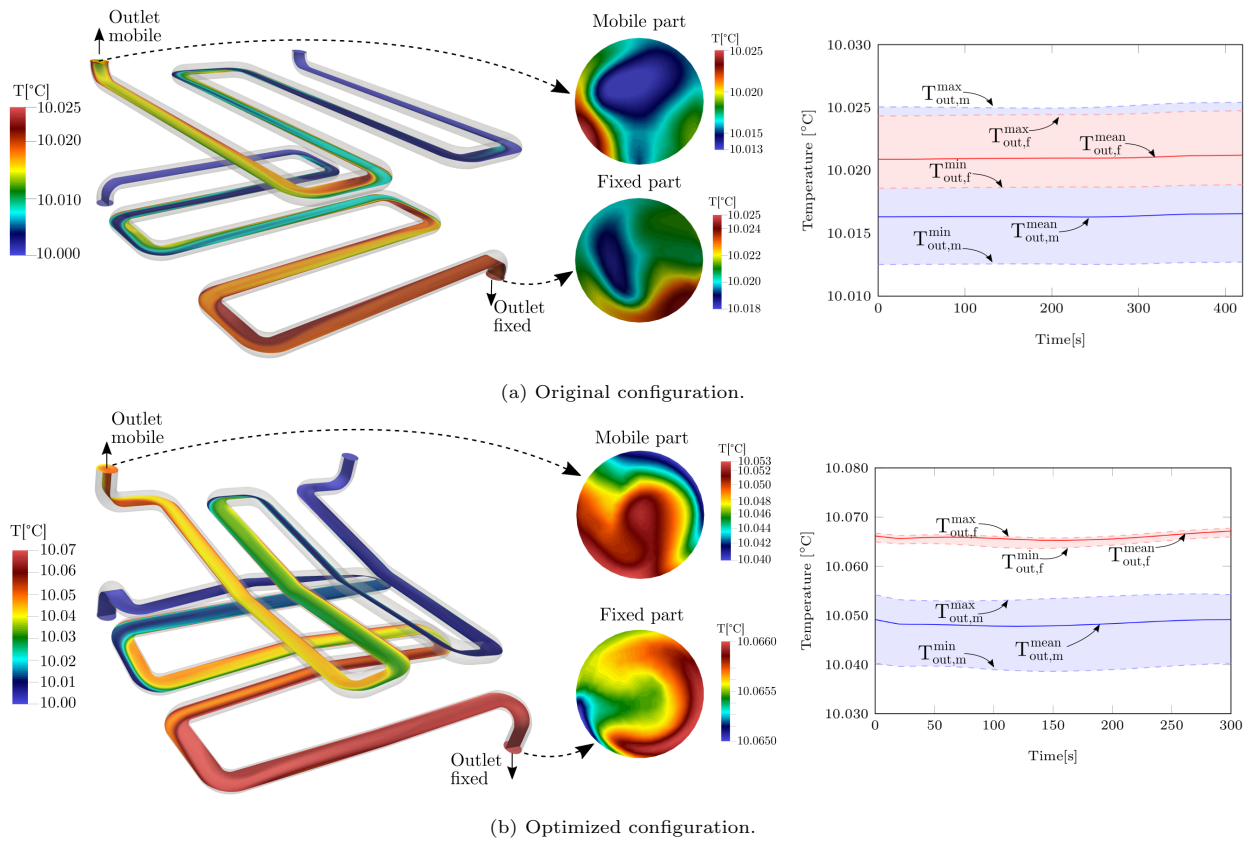 Outlet
mobile
T[°C]
10.025
10.020
10.010
10.000
Outlet
fixed
Mobile part
T[°C]
10.025
10.020
10.015
10.013
Fixed part
T[°C]
10.025
10.024
10.022
10.020
10.018
Temperature [°C]
10.030
10.025
10.020
10.015
10.010
T^max_out,m
T^max_out,f
T^mean_out,f
T^min_out,f
T^min_out,m
T^mean_out,m
0 100 200 300 400
Time[s]
(a) Original configuration.
Outlet
mobile
T[°C]
10.07
10.06
10.05
10.04
10.03
10.02
10.01
10.00
Outlet
fixed
Mobile part
T[°C]
10.053
10.052
10.050
10.048
10.046
10.044
10.042
10.040
Fixed part
T[°C]
10.0660
10.0655
10.0650
Temperature [°C]
10.080
10.070
10.060
10.050
10.040
10.030
T^max_out,f
T^min_out,f
T^mean_out,f
T^max_out,m
T^min_out,m
T^mean_out,m
0 50 100 150 200 250 300
Time[s]
(b) Optimized configuration.